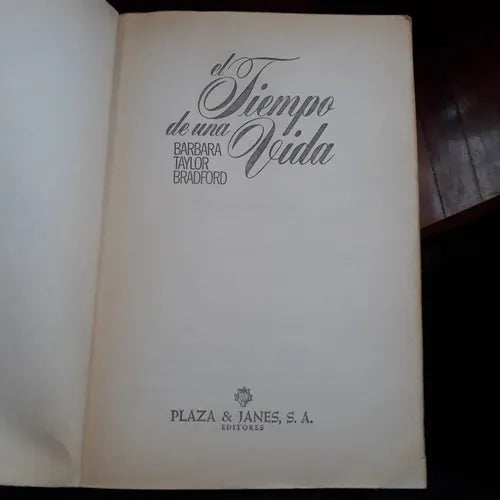 el Tiempo
de una Vida
BARBARA
TAYLOR
BRADFORD
PLAZA & JANES, S. A.
EDITORES